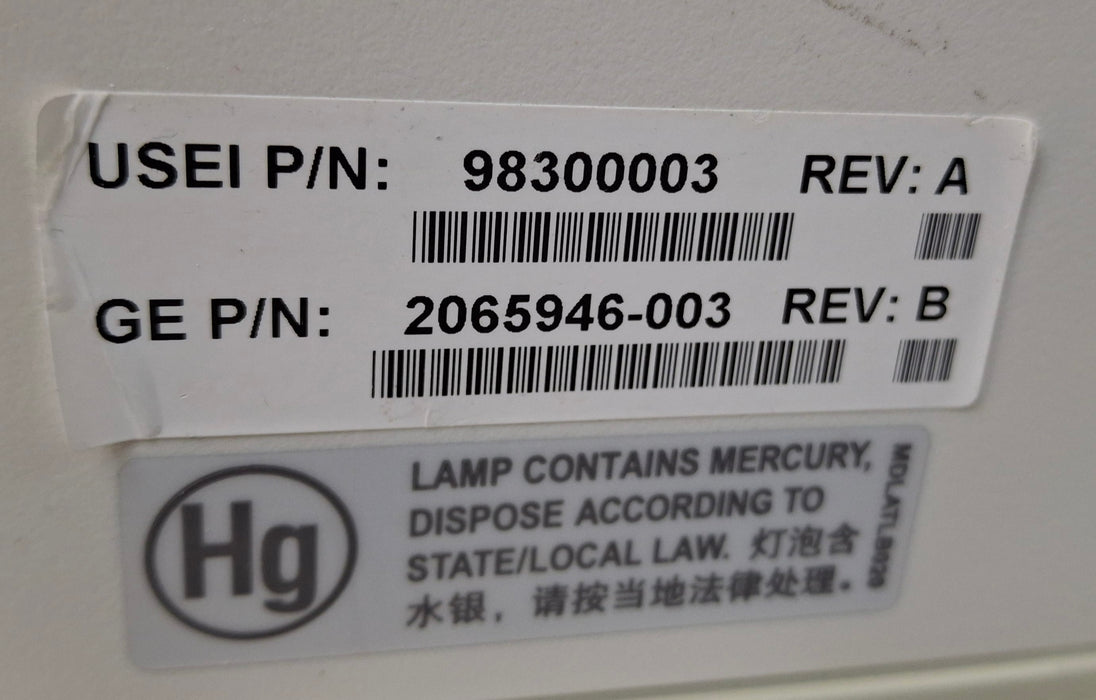 USEI P/N: 98300003 REV: A
GE P/N: 2065946-003 REV: B
Hg
LAMP CONTAINS MERCURY,
DISPOSE ACCORDING TO
STATE/LOCAL LAW. 灯泡含
水银，请按当地法律处理。
MDLATLB020